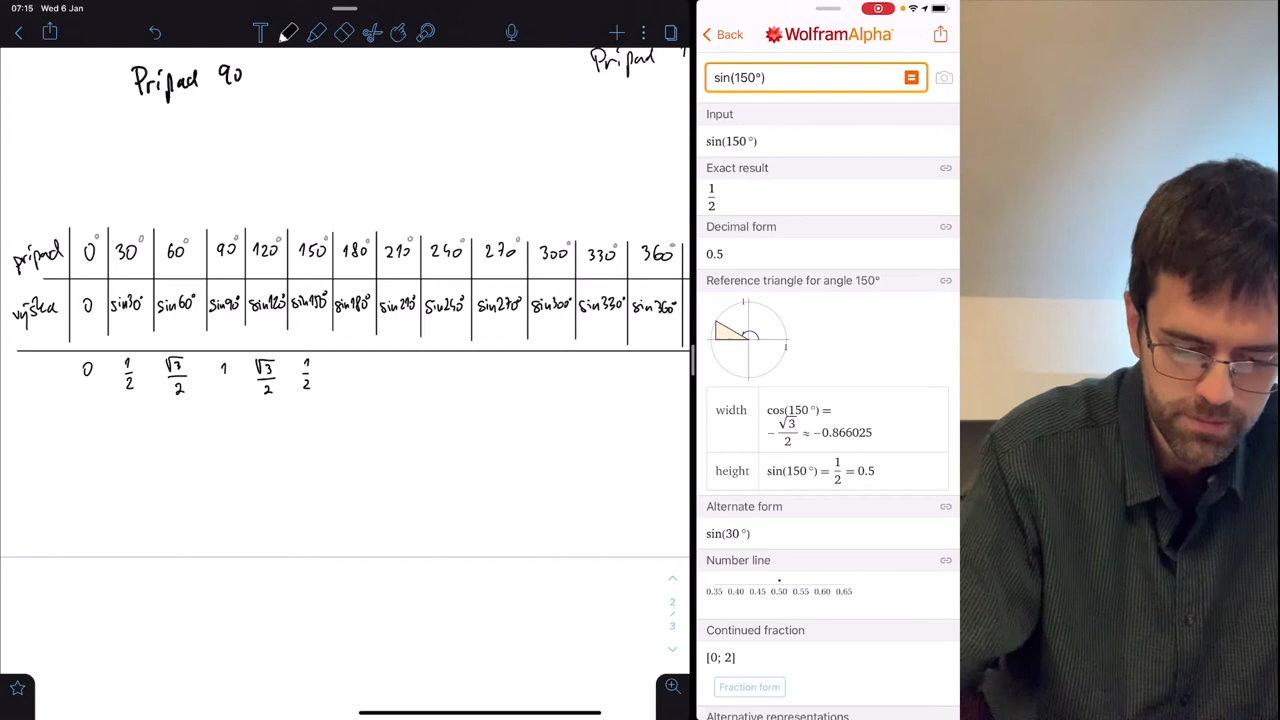 07:15 Wed 6 Jan
T
Prípad 90
Prípad
prípad 0° 30° 60° 90° 120° 150° 180° 210° 240° 270° 300° 330° 360°
výška 0 sin30° sin60° sin90° sin120° sin150° sin180° sin210° sin240° sin270° sin300° sin330° sin360°
0 1/2 √3/2 1 √3/2 1/2
2
/
3
Back
WolframAlpha
sin(150°)
Input
sin(150°)
Exact result
1/2
Decimal form
0.5
Reference triangle for angle 150°
1
1
width cos(150°) = -√3/2 ≈ -0.866025
height sin(150°) = 1/2 = 0.5
Alternate form
sin(30°)
Number line
0.35 0.40 0.45 0.50 0.55 0.60 0.65
Continued fraction
[0; 2]
Fraction form
Alternative representations